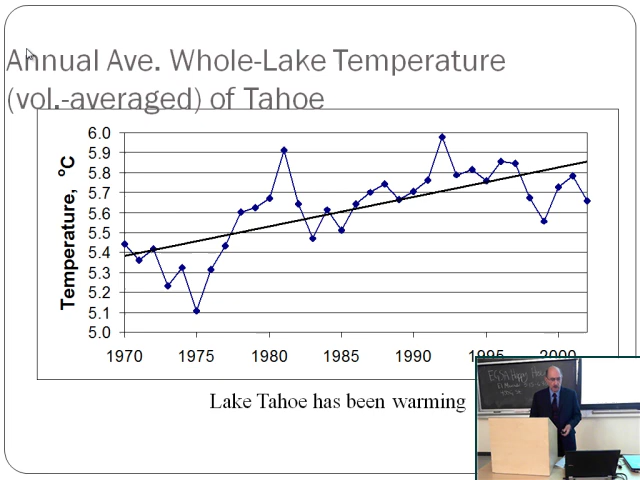 Annual Ave. Whole-Lake Temperature
(vol.-averaged) of Tahoe
6.0
5.9
5.8
5.7
5.6
5.5
5.4
5.3
5.2
5.1
5.0
Temperature, °C
1970 1975 1980 1985 1990 1995 2000
Lake Tahoe has been warming